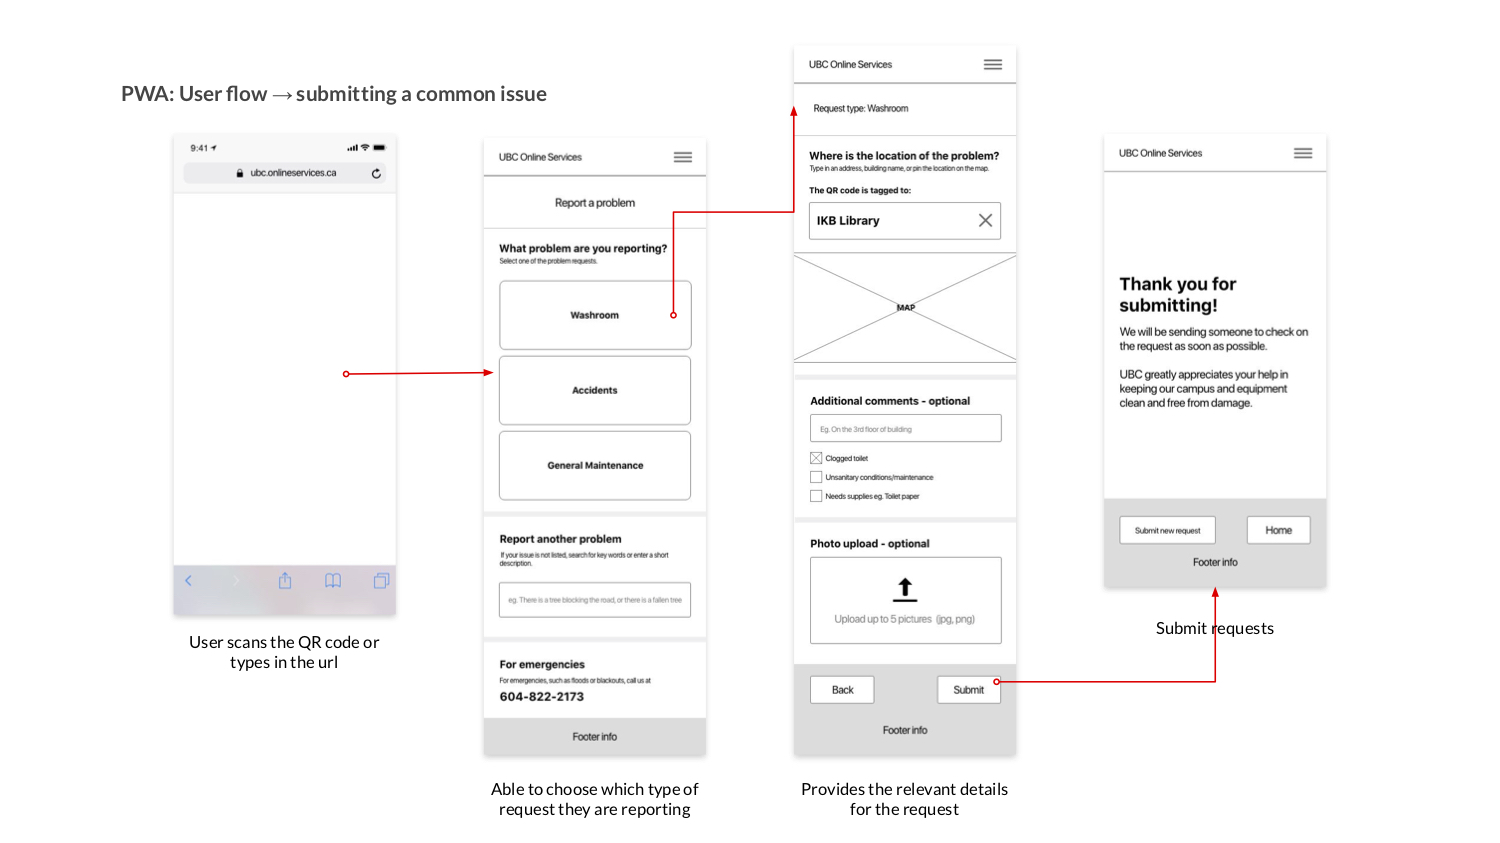 PWA: User flow → submitting a common issue
9:41
ubc.onlineservices.ca
User scans the QR code or
types in the url
UBC Online Services
Report a problem
What problem are you reporting?
Select one of the problem requests.
Washroom
Accidents
General Maintenance
Report another problem
If your issue is not listed, search for key words or enter a short
description.
eg. There is a tree blocking the road, or there is a fallen tree
For emergencies
For emergencies, such as floods or blackouts, call us at
604-822-2173
Footer info
Able to choose which type of
request they are reporting
UBC Online Services
Request type: Washroom
Where is the location of the problem?
Type in an address, building name, or pin the location on the map.
The QR code is tagged to:
IKB Library
MAP
Additional comments - optional
Eg. On the 3rd floor of building
Clogged toilet
Unsanitary conditions/maintenance
Needs supplies eg. Toilet paper
Photo upload - optional
Upload up to 5 pictures (jpg, png)
Back
Submit
Footer info
Provides the relevant details
for the request
UBC Online Services
Thank you for
submitting!
We will be sending someone to check on
the request as soon as possible.
UBC greatly appreciates your help in
keeping our campus and equipment
clean and free from damage.
Submit new request
Home
Footer info
Submit requests